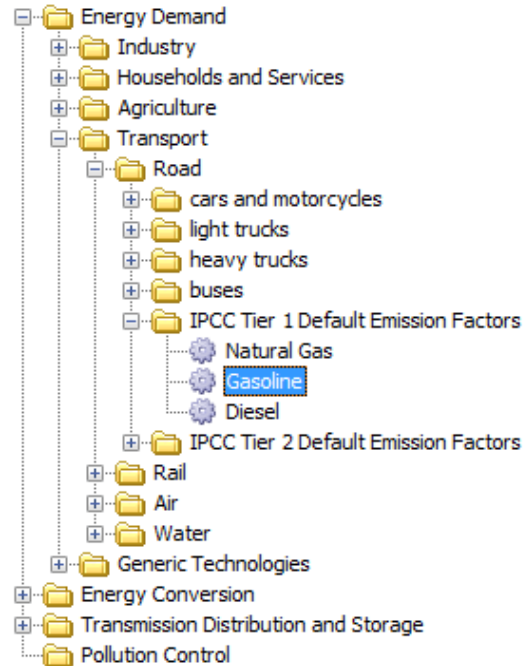 Energy Demand
Industry
Households and Services
Agriculture
Transport
Road
cars and motorcycles
light trucks
heavy trucks
buses
IPCC Tier 1 Default Emission Factors
Natural Gas
Gasoline
Diesel
IPCC Tier 2 Default Emission Factors
Rail
Air
Water
Generic Technologies
Energy Conversion
Transmission Distribution and Storage
Pollution Control